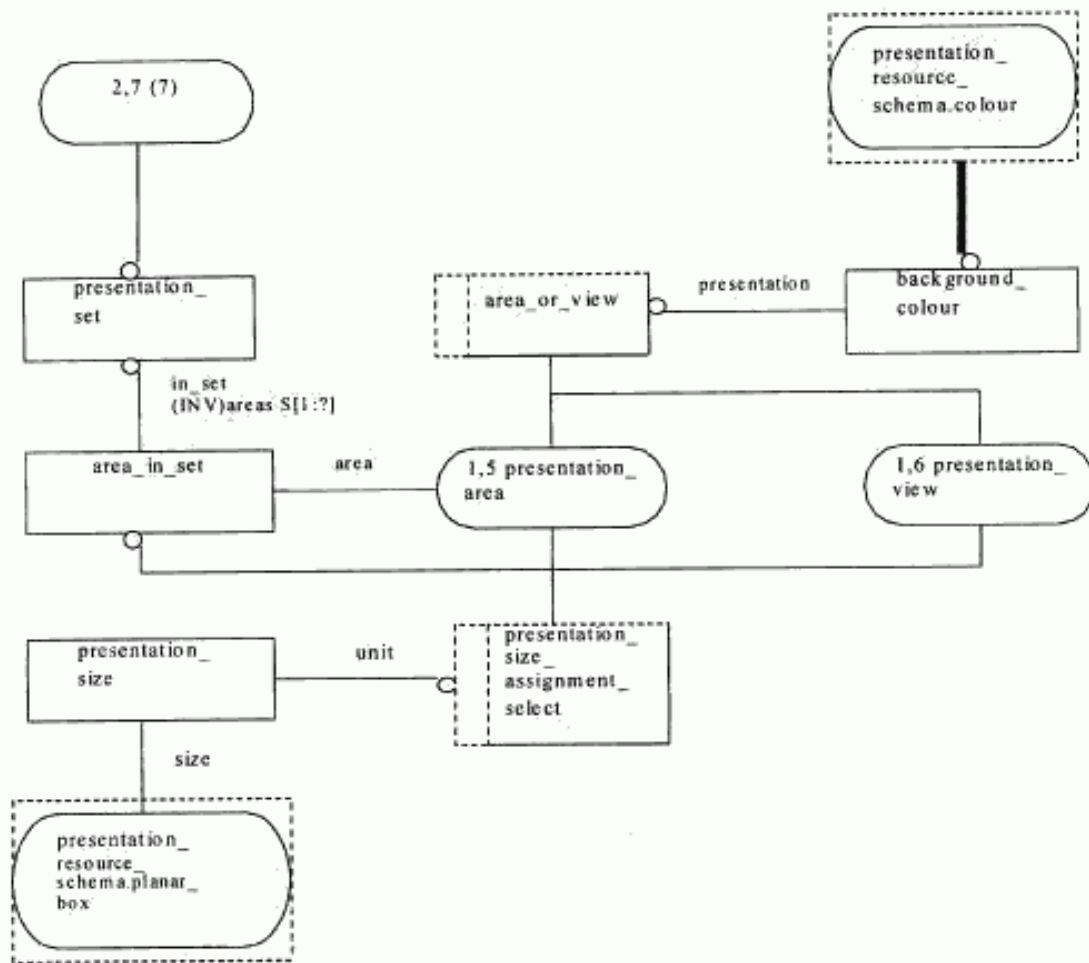 2,7 (7)
presentation_
resource_
schema.colour
presentation_
set
area_or_view
presentation
background_
colour
in_set
(INV)areas S[1:?]
area_in_set
area
1,5 presentation_
area
1,6 presentation_
view
presentation_
size
unit
presentation_
size_
assignment_
select
size
presentation_
resource_
schema.planar_
box